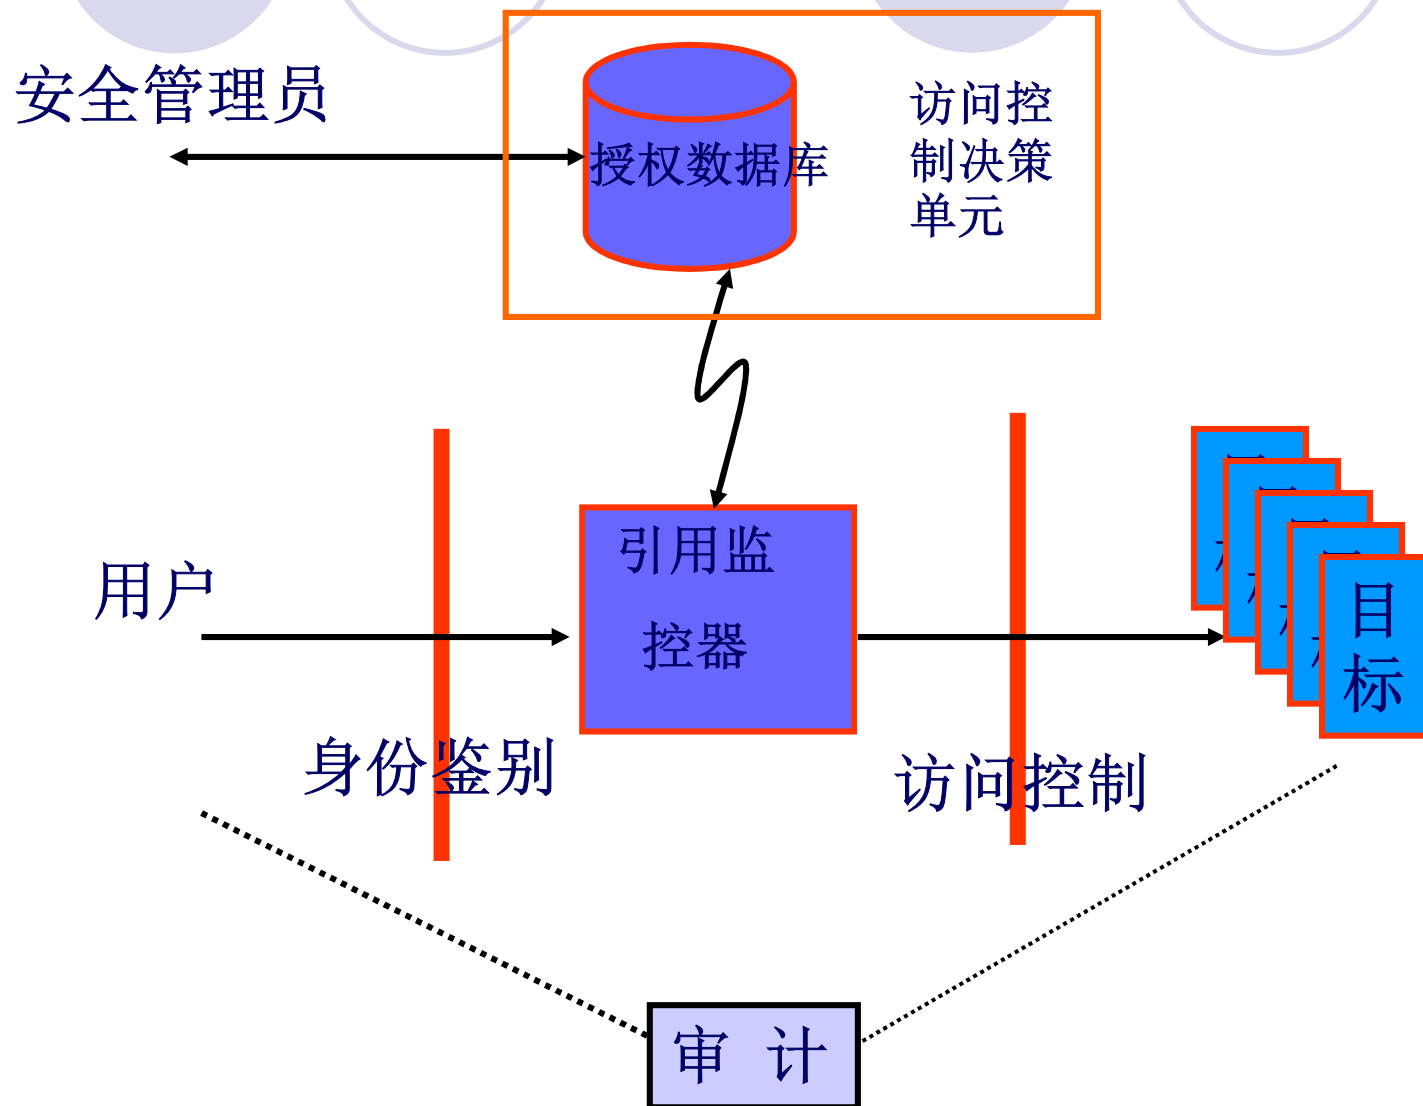 安全管理员
授权数据库
访问控
制决策
单元
引用监
控器
用户
目
标
身份鉴别
访问控制
审 计